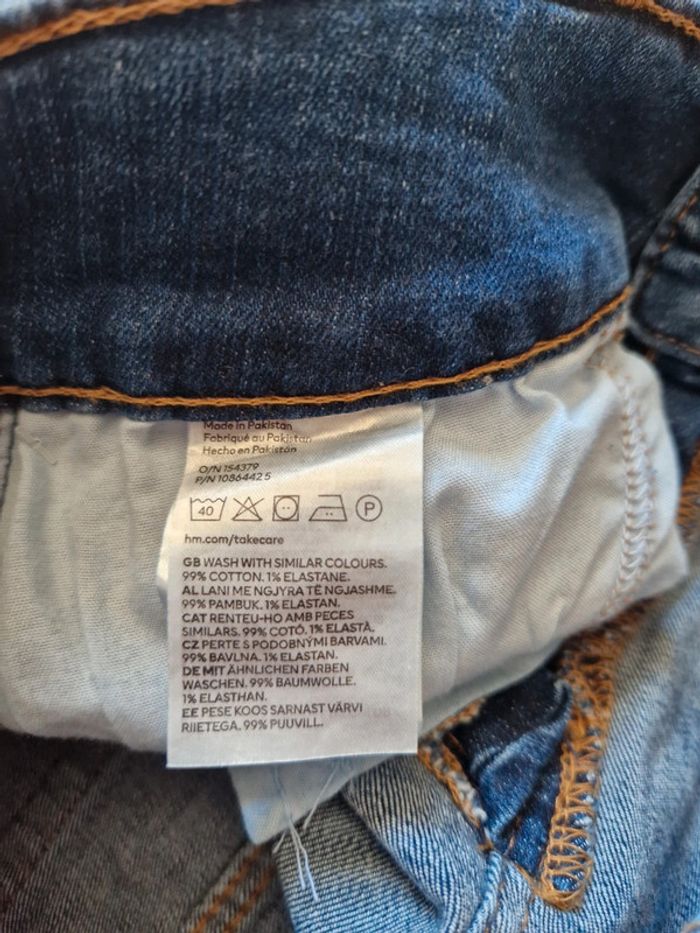 Made in Pakistan
Fabriqué au Pakistan
Hecho en Pakistán
O/N 154379
P/N 10864425
40 P
hm.com/takecare
GB WASH WITH SIMILAR COLOURS.
99% COTTON. 1% ELASTANE.
AL LANI ME NGJYRA TË NGJASHME.
99% PAMBUK. 1% ELASTAN.
CAT RENTEU-HO AMB PECES
SIMILARS. 99% COTÓ. 1% ELASTÀ.
CZ PERTE S PODOBNÝMI BARVAMI.
99% BAVLNA. 1% ELASTAN.
DE MIT ÄHNLICHEN FARBEN
WASCHEN. 99% BAUMWOLLE.
1% ELASTHAN.
EE PESE KOOS SARNAST VÄRVI
RIIETEGA. 99% PUUVILL.